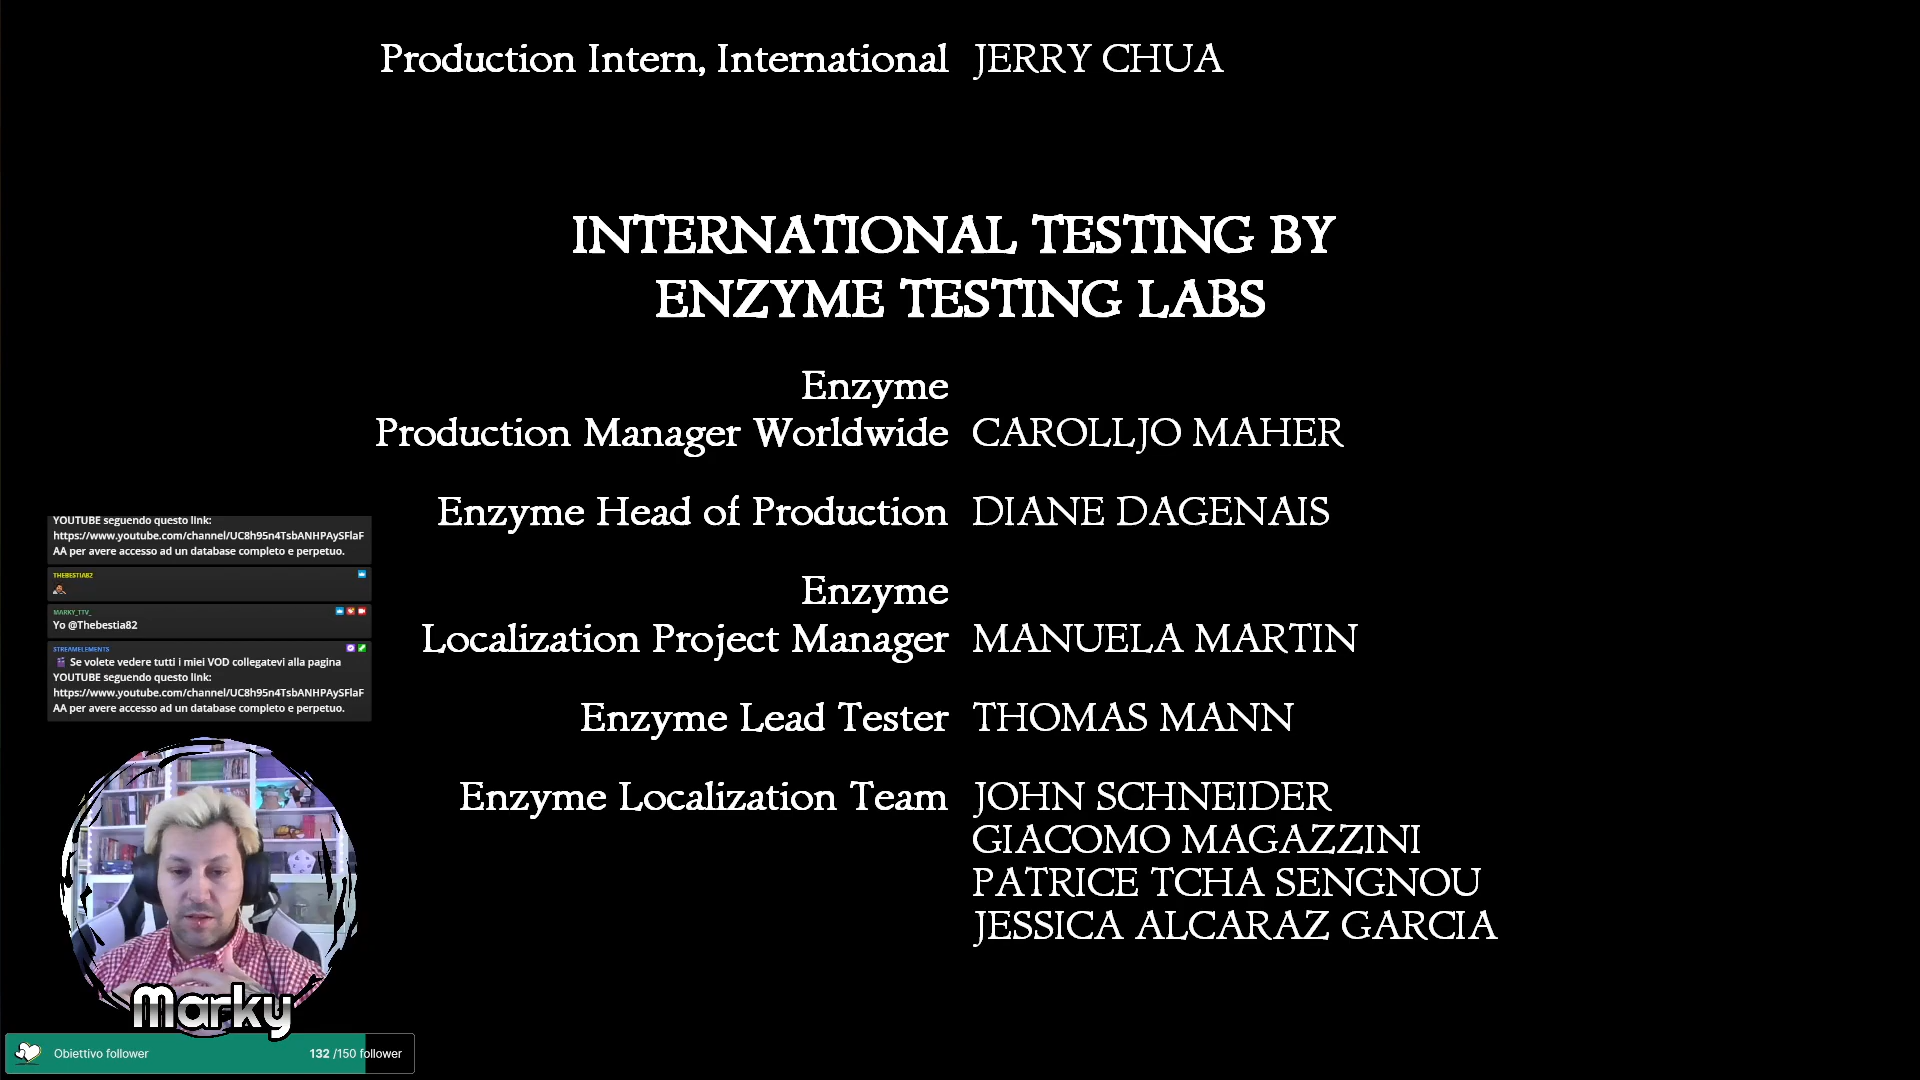 Production Intern, International JERRY CHUA
INTERNATIONAL TESTING BY
ENZYME TESTING LABS
Enzyme
Production Manager Worldwide CAROLLJO MAHER
Enzyme Head of Production DIANE DAGENAIS
Enzyme
Localization Project Manager MANUELA MARTIN
Enzyme Lead Tester THOMAS MANN
Enzyme Localization Team JOHN SCHNEIDER
GIACOMO MAGAZZINI
PATRICE TCHA SENGNOU
JESSICA ALCARAZ GARCIA
YOUTUBE seguendo questo link:
https://www.youtube.com/channel/UC8h95n4TsbANHPAySFlaF
AA per avere accesso ad un database completo e perpetuo.
THEBESTIA82
MARKY_TTV_
Yo @Thebestia82
STREAMELEMENTS
Se volete vedere tutti i miei VOD collegatevi alla pagina
YOUTUBE seguendo questo link:
https://www.youtube.com/channel/UC8h95n4TsbANHPAySFlaF
AA per avere accesso ad un database completo e perpetuo.
Marky
Obiettivo follower 132 /150 follower